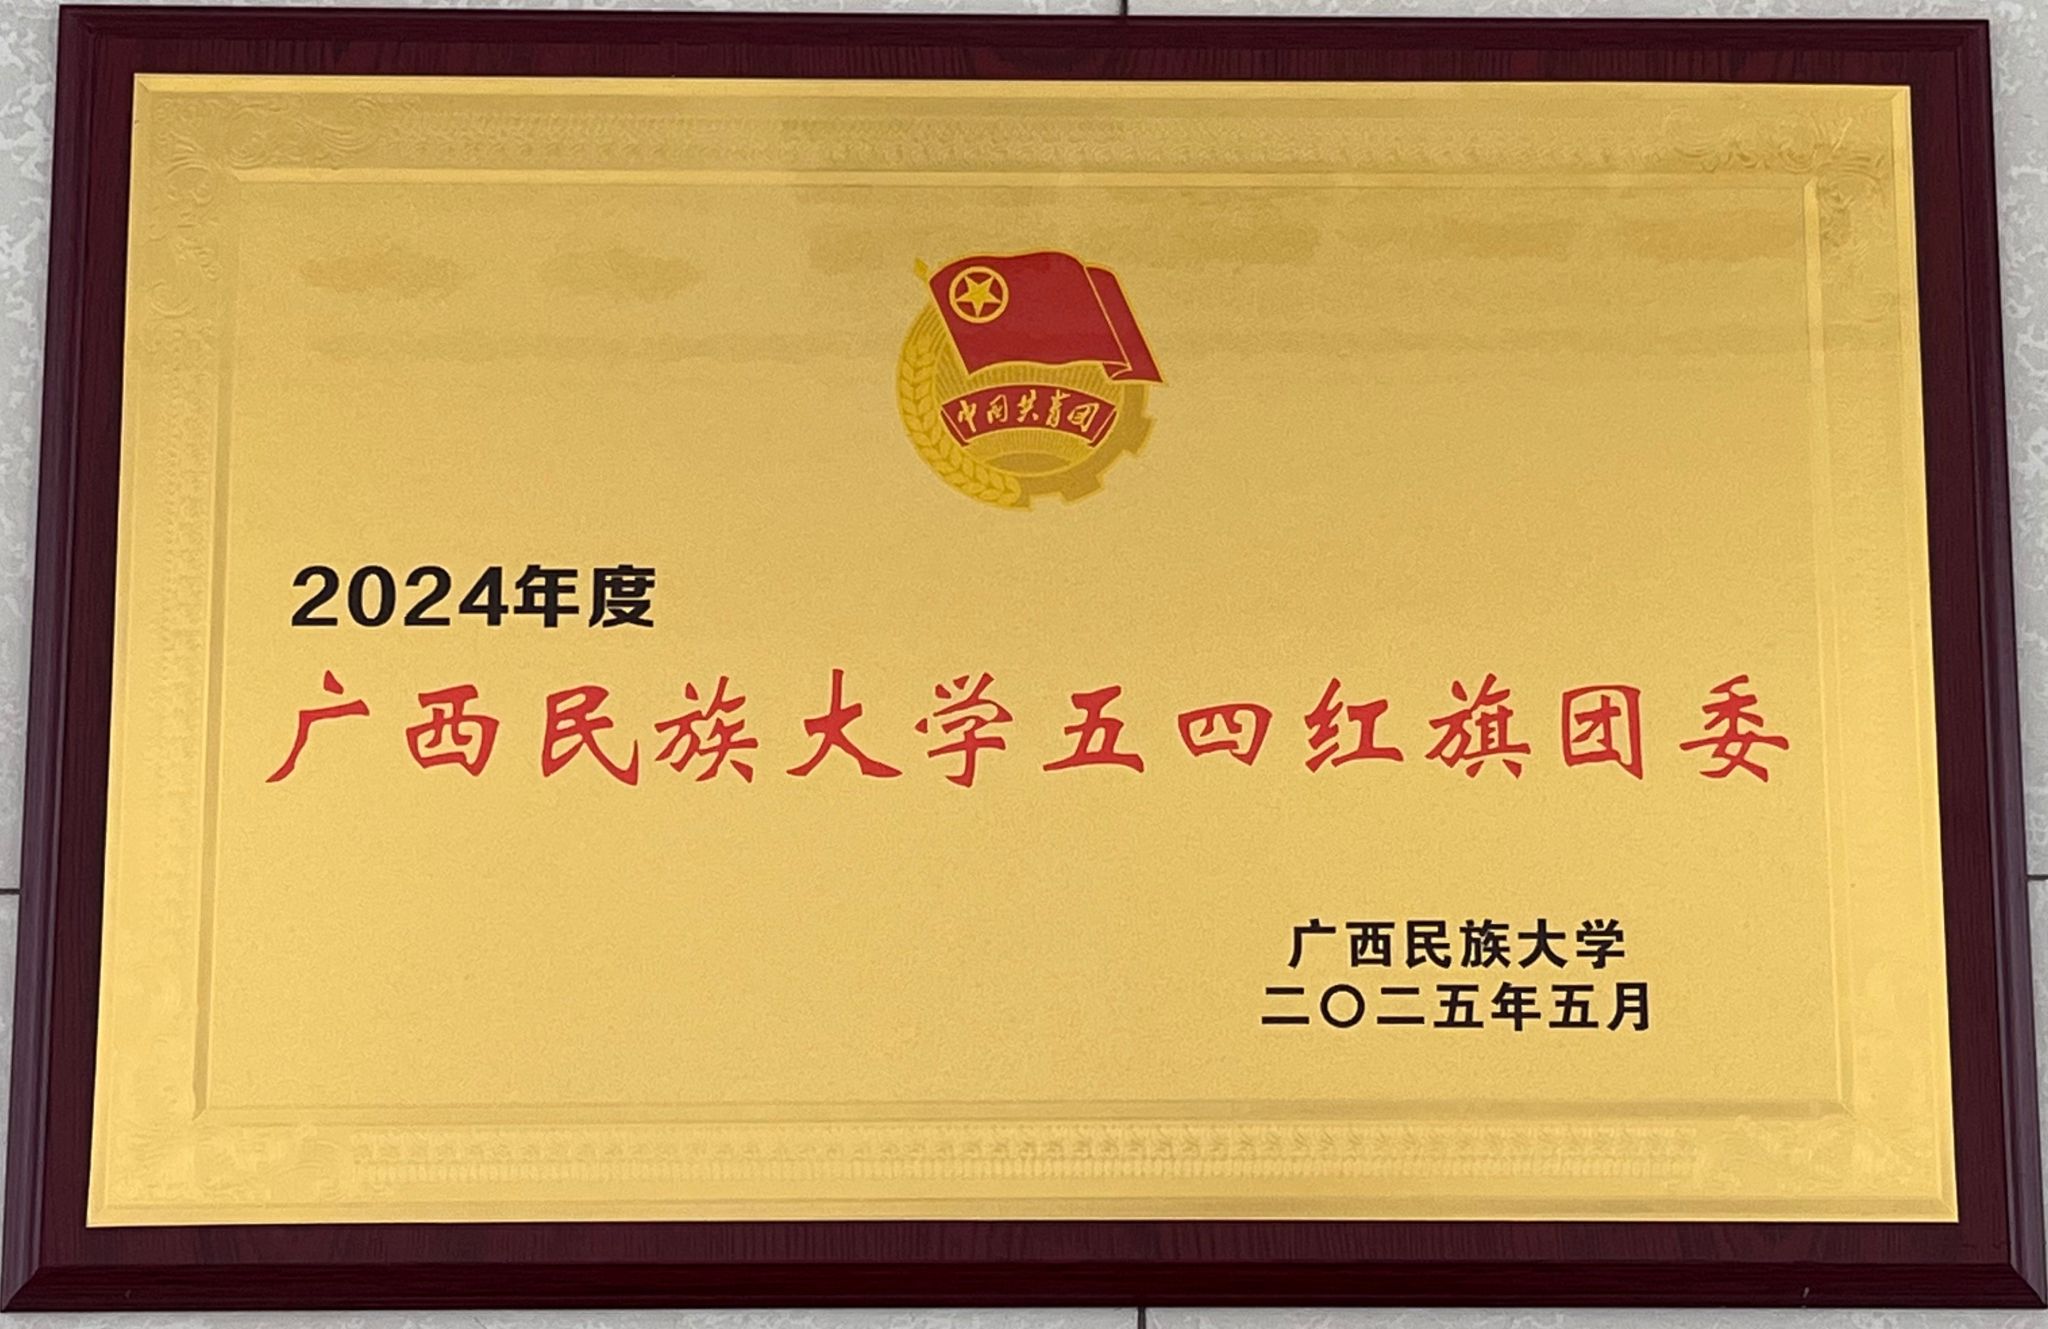 中国共青团
2024年度
广西民族大学五四红旗团委
广西民族大学
二〇二五年五月